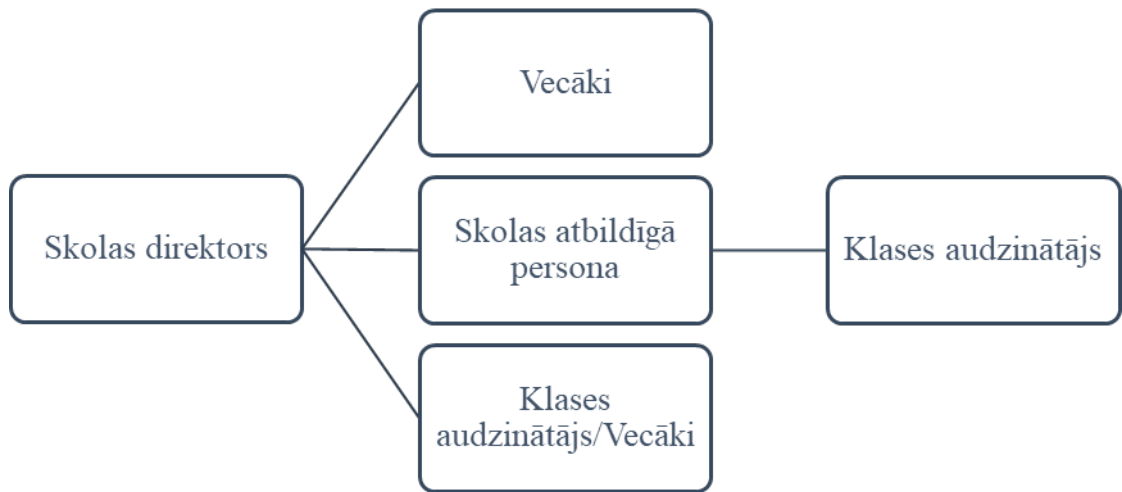 Vecāki
Skolas direktors
Skolas atbildīgā
persona
Klases audzinātājs
Klases
audzinātājs/Vecāki